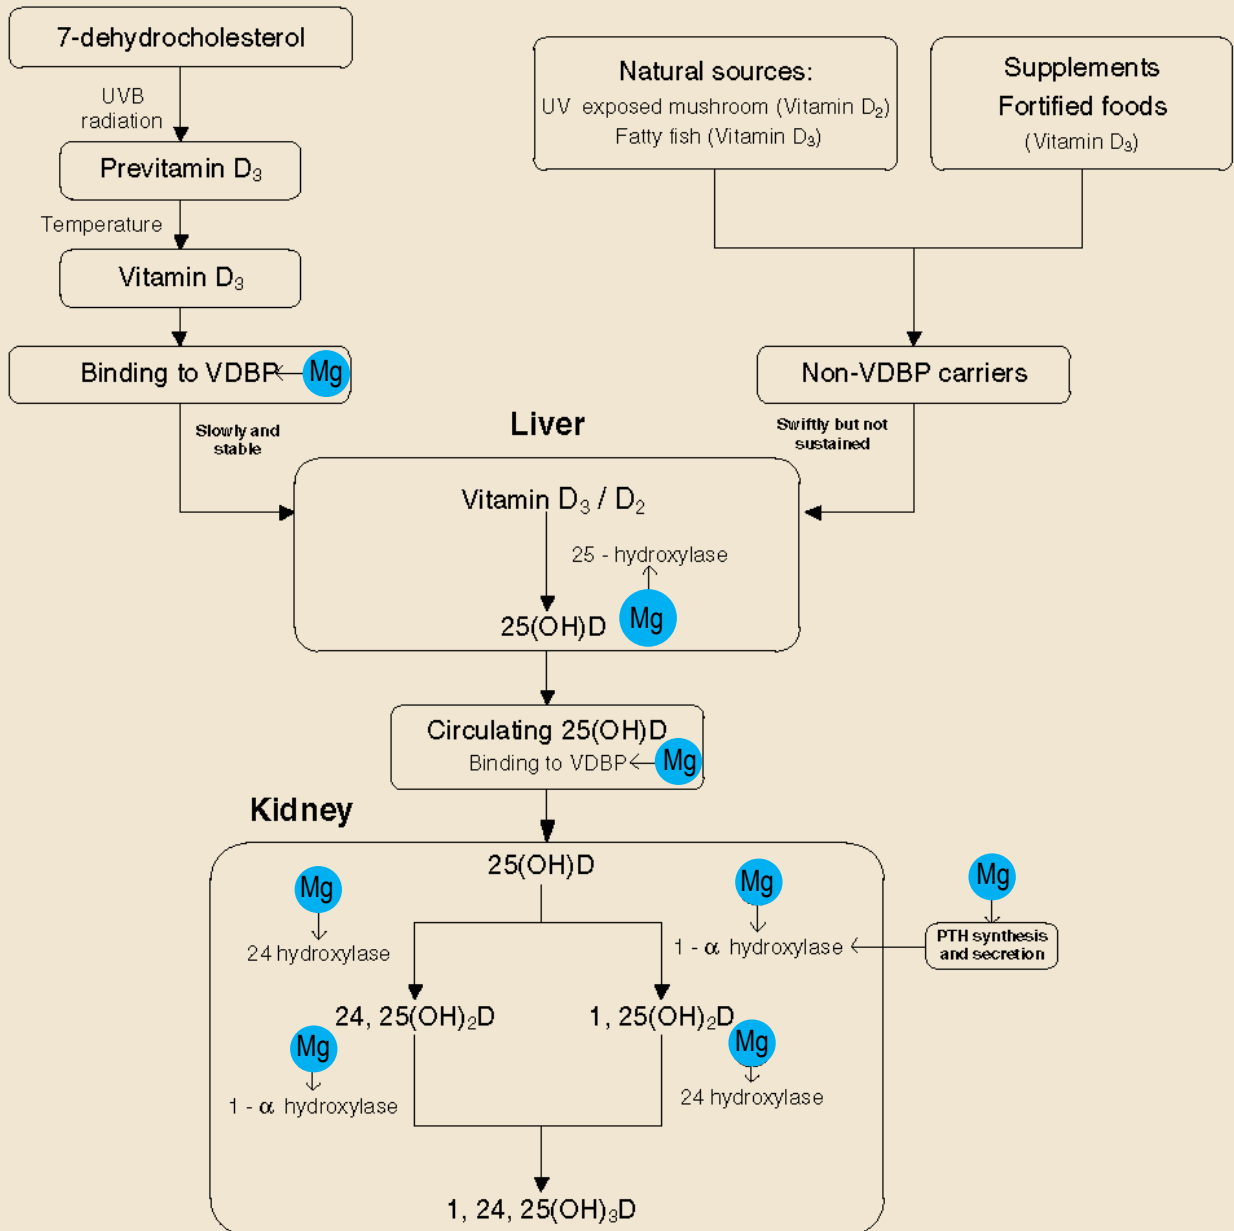 7-dehydrocholesterol
UVB
radiation
Previtamin D₃
Temperature
Vitamin D₃
Binding to VDBP
Mg
Slowly and
stable
Natural sources:
UV exposed mushroom (Vitamin D₂)
Fatty fish (Vitamin D₃)
Supplements
Fortified foods
(Vitamin D₃)
Non-VDBP carriers
Swiftly but not
sustained
Liver
Vitamin D₃ / D₂
25 - hydroxylase
Mg
25(OH)D
Circulating 25(OH)D
Binding to VDBP
Mg
Kidney
25(OH)D
Mg
24 hydroxylase
Mg
1 - α hydroxylase
Mg
PTH synthesis
and secretion
24, 25(OH)₂D
1, 25(OH)₂D
Mg
1 - α hydroxylase
Mg
24 hydroxylase
1, 24, 25(OH)₃D